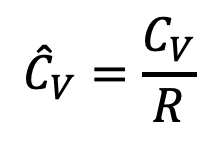 Ĉ_V = C_V / R